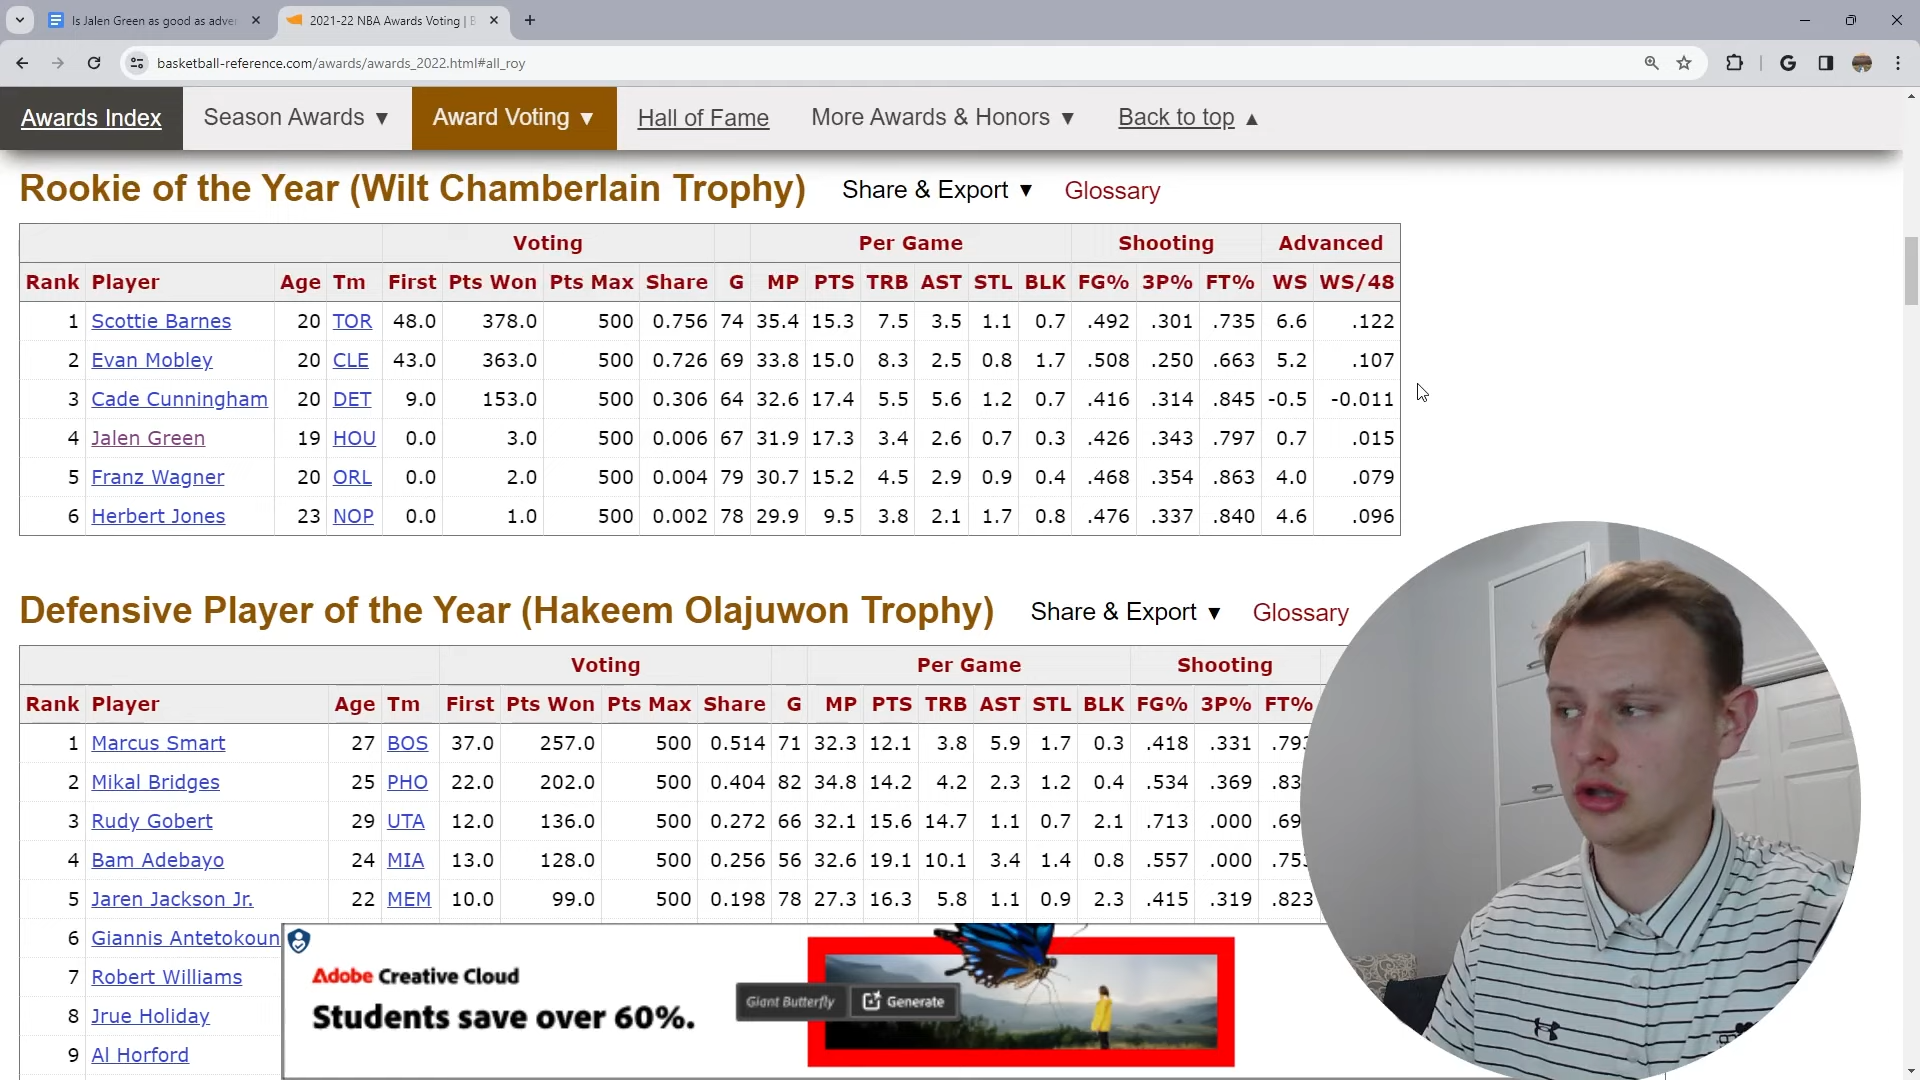 Is Jalen Green as good as adve
2021-22 NBA Awards Voting | B
basketball-reference.com/awards/awards_2022.html#all_roy
Awards Index Season Awards ▼ Award Voting ▼ Hall of Fame More Awards & Honors ▼ Back to top ▲
Rookie of the Year (Wilt Chamberlain Trophy) Share & Export ▼ Glossary
Voting Per Game Shooting Advanced
Rank Player Age Tm First Pts Won Pts Max Share G MP PTS TRB AST STL BLK FG% 3P% FT% WS WS/48
1 Scottie Barnes 20 TOR 48.0 378.0 500 0.756 74 35.4 15.3 7.5 3.5 1.1 0.7 .492 .301 .735 6.6 .122
2 Evan Mobley 20 CLE 43.0 363.0 500 0.726 69 33.8 15.0 8.3 2.5 0.8 1.7 .508 .250 .663 5.2 .107
3 Cade Cunningham 20 DET 9.0 153.0 500 0.306 64 32.6 17.4 5.5 5.6 1.2 0.7 .416 .314 .845 -0.5 -0.011
4 Jalen Green 19 HOU 0.0 3.0 500 0.006 67 31.9 17.3 3.4 2.6 0.7 0.3 .426 .343 .797 0.7 .015
5 Franz Wagner 20 ORL 0.0 2.0 500 0.004 79 30.7 15.2 4.5 2.9 0.9 0.4 .468 .354 .863 4.0 .079
6 Herbert Jones 23 NOP 0.0 1.0 500 0.002 78 29.9 9.5 3.8 2.1 1.7 0.8 .476 .337 .840 4.6 .096
Defensive Player of the Year (Hakeem Olajuwon Trophy) Share & Export ▼ Glossary
Voting Per Game Shooting
Rank Player Age Tm First Pts Won Pts Max Share G MP PTS TRB AST STL BLK FG% 3P% FT%
1 Marcus Smart 27 BOS 37.0 257.0 500 0.514 71 32.3 12.1 3.8 5.9 1.7 0.3 .418 .331 .793
2 Mikal Bridges 25 PHO 22.0 202.0 500 0.404 82 34.8 14.2 4.2 2.3 1.2 0.4 .534 .369 .83
3 Rudy Gobert 29 UTA 12.0 136.0 500 0.272 66 32.1 15.6 14.7 1.1 0.7 2.1 .713 .000 .69
4 Bam Adebayo 24 MIA 13.0 128.0 500 0.256 56 32.6 19.1 10.1 3.4 1.4 0.8 .557 .000 .753
5 Jaren Jackson Jr. 22 MEM 10.0 99.0 500 0.198 78 27.3 16.3 5.8 1.1 0.9 2.3 .415 .319 .823
6 Giannis Antetokoun
7 Robert Williams
8 Jrue Holiday
9 Al Horford
Adobe Creative Cloud
Students save over 60%.
Giant Butterfly Generate